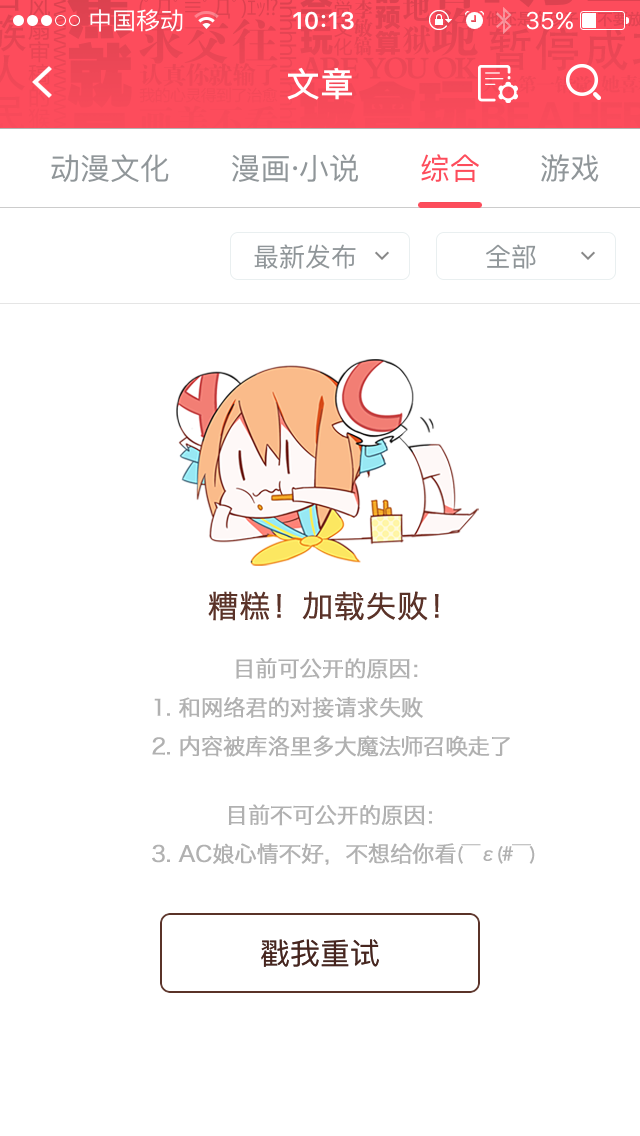 中国移动 10:13 35%
文章
动漫文化 漫画·小说 综合 游戏
最新发布 全部
糟糕！加载失败！
目前可公开的原因：
1. 和网络君的对接请求失败
2. 内容被库洛里多大魔法师召唤走了
目前不可公开的原因：
3. AC娘心情不好，不想给你看(￣ε(#￣)
戳我重试